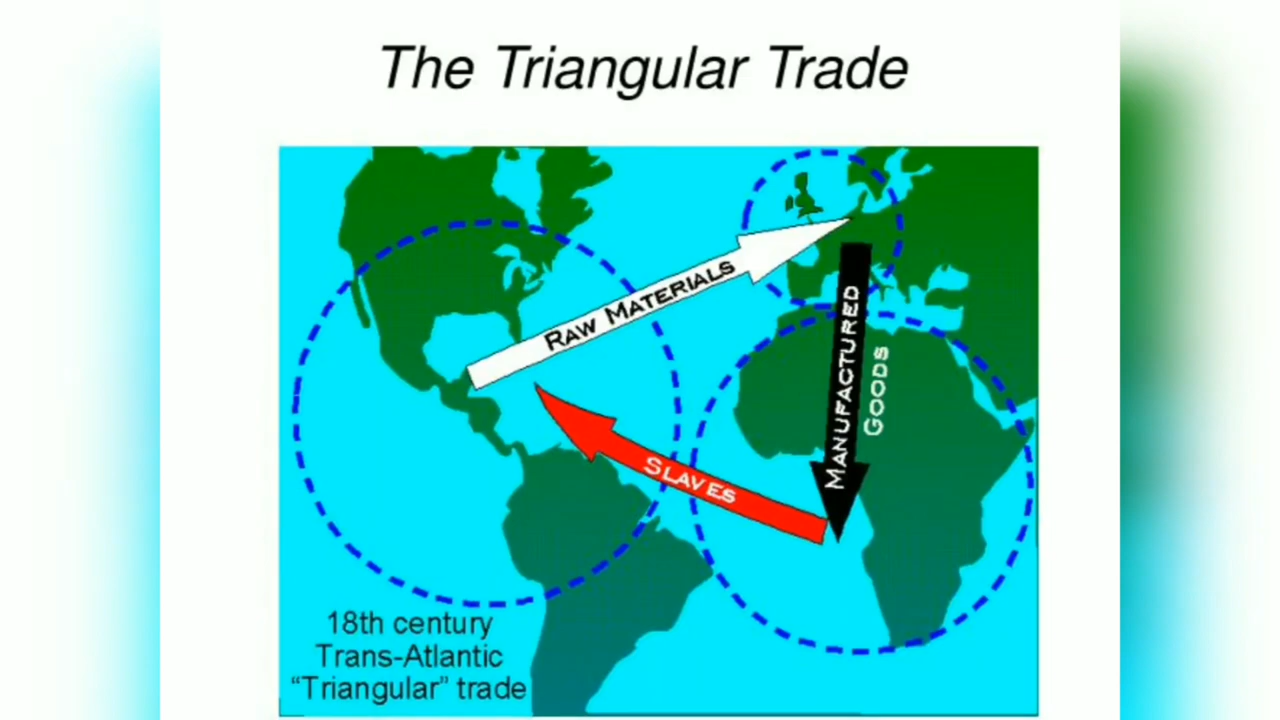 The Triangular Trade
RAW MATERIALS
MANUFACTURED
GOODS
SLAVES
18th century
Trans-Atlantic
“Triangular” trade